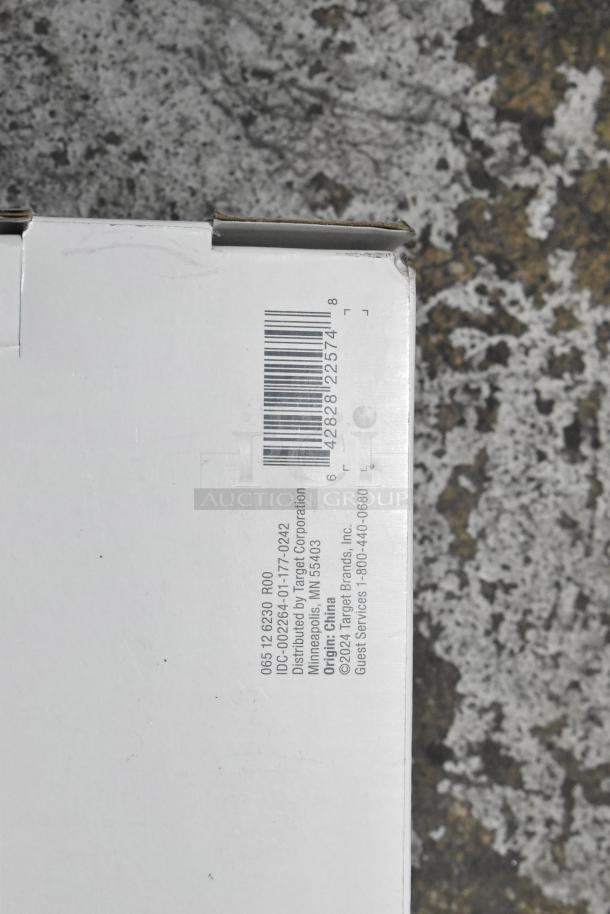 6 42828 22574 8
065 12 6230 R00
IDC-002264-01-177-0242
Distributed by Target Corporation
Minneapolis, MN 55403
Origin: China
©2024 Target Brands, Inc.
Guest Services 1-800-440-0680
TGi
AUCTION GROUP